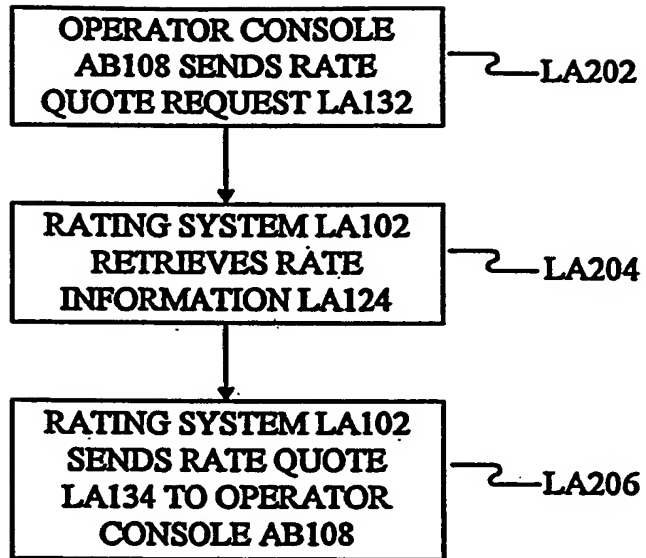 OPERATOR CONSOLE
AB108 SENDS RATE
QUOTE REQUEST LA132
LA202
RATING SYSTEM LA102
RETRIEVES RATE
INFORMATION LA124
LA204
RATING SYSTEM LA102
SENDS RATE QUOTE
LA134 TO OPERATOR
CONSOLE AB108
LA206